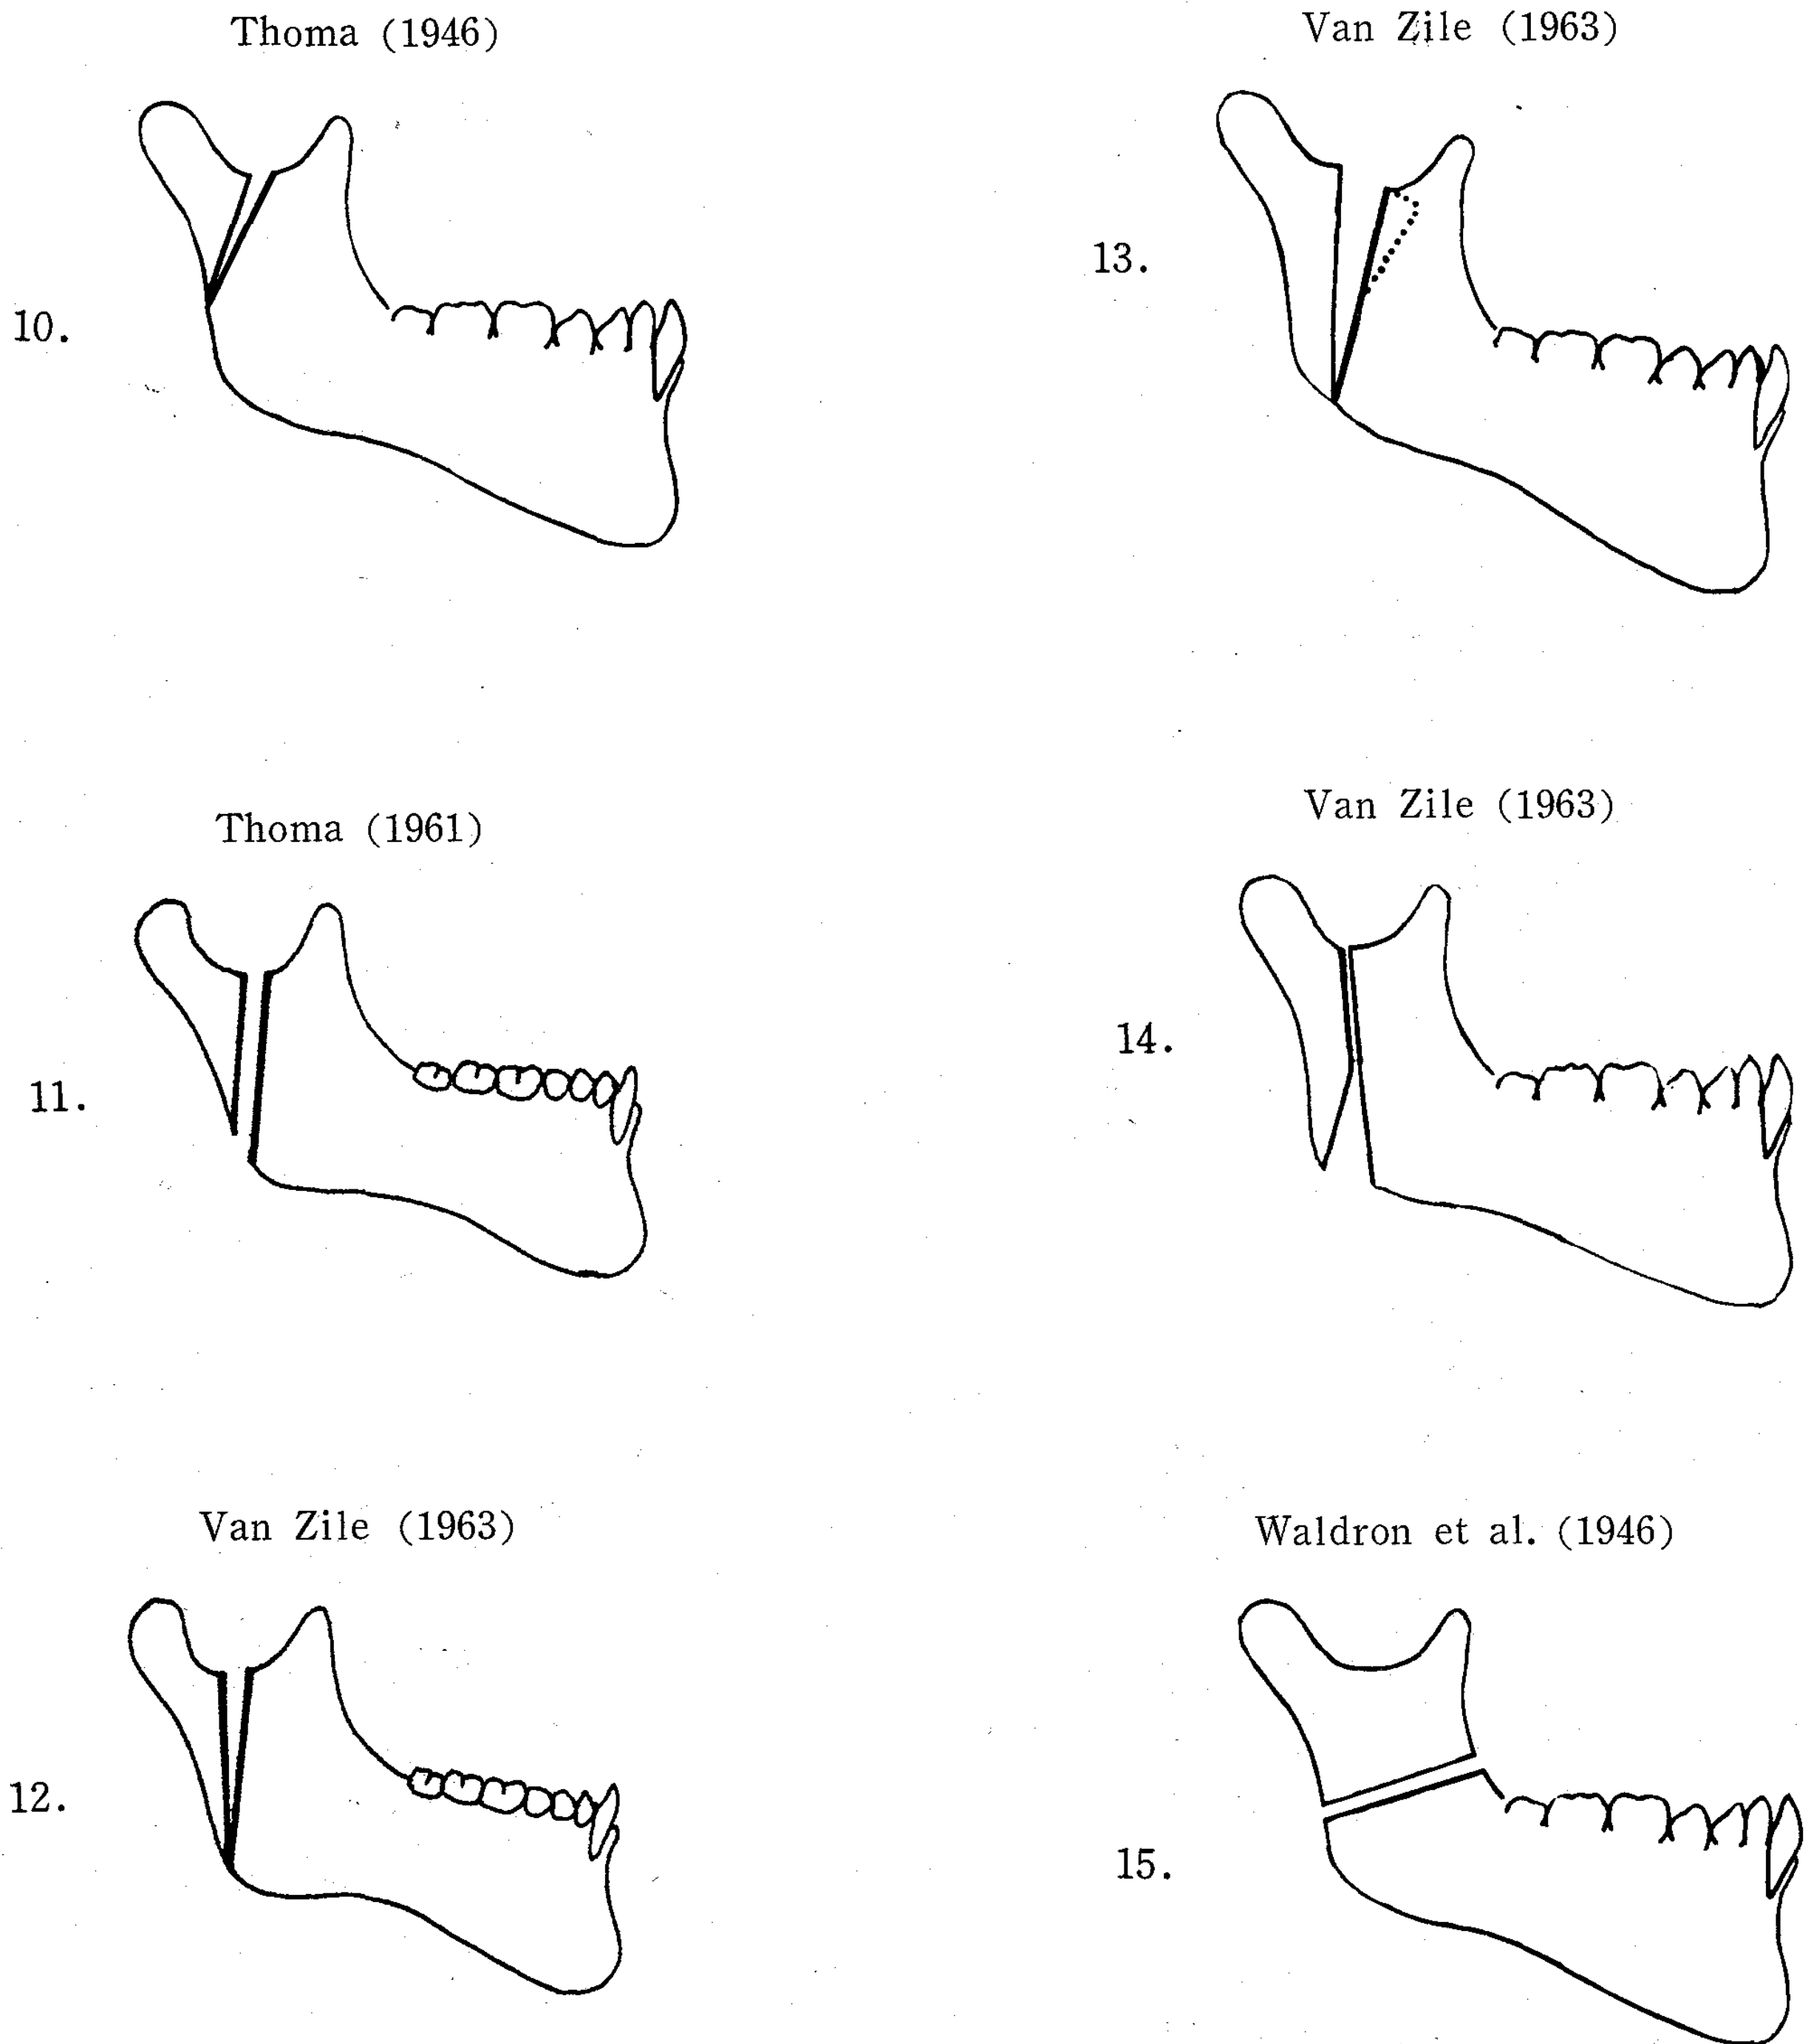 Thoma (1946)
10.
Thoma (1961)
11.
Van Zile (1963)
12.
Van Zile (1963)
13.
Van Zile (1963)
14.
Waldron et al. (1946)
15.